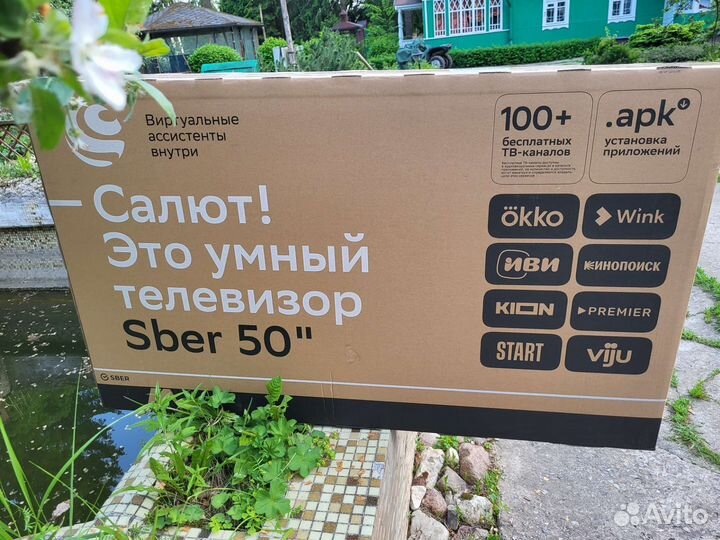 Виртуальные
ассистенты
внутри
Салют!
Это умный
телевизор
Sber 50"
SBER
100+
бесплатных
ТВ-каналов
.apk
установка
приложений
ökko
Wink
иви
КИНОПОИСК
KION
PREMIER
START
viju
Avito